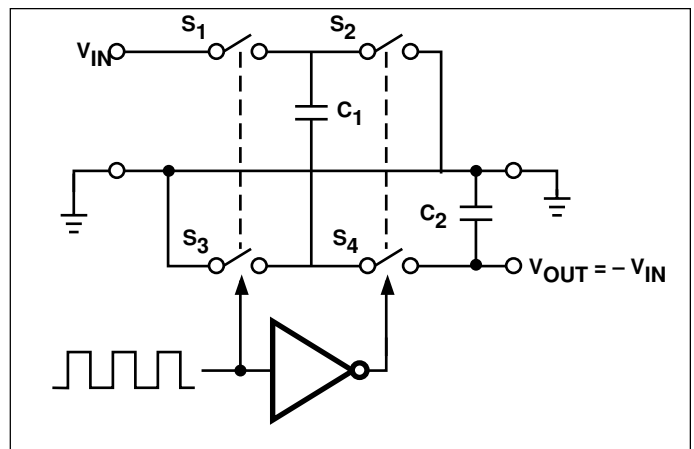 S1
S2
VIN
C1
C2
S3
S4
VOUT = – VIN